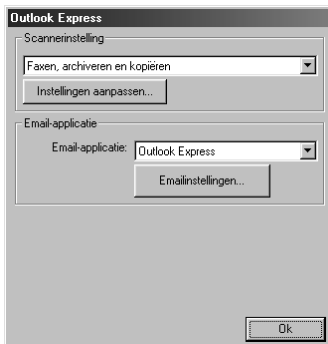 Outlook Express
Scannerinstelling
Faxen, archiveren en kopiëren
Instellingen aanpassen...
Email-applicatie
Email-applicatie: Outlook Express
Emailinstellingen...
Ok